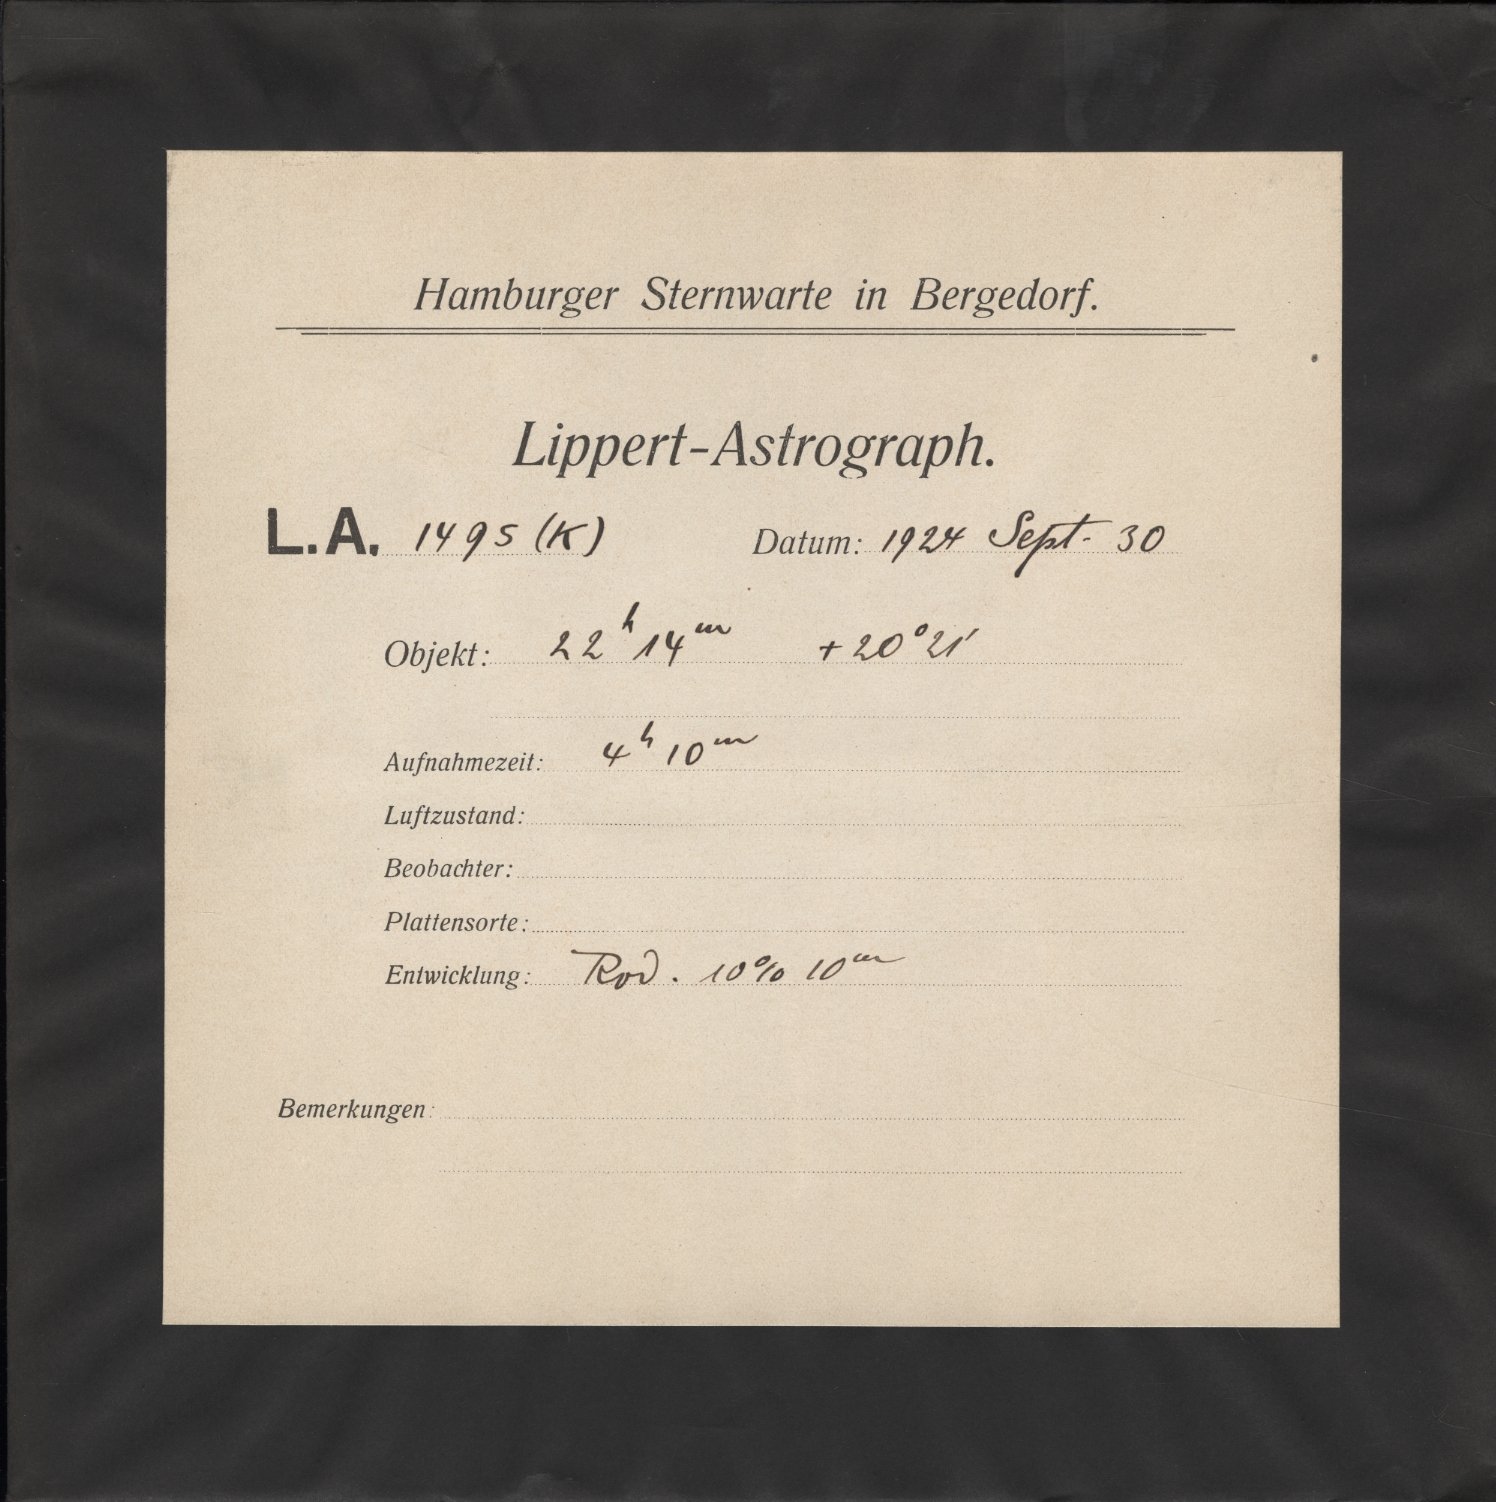 Hamburger Sternwarte in Bergedorf.
Lippert-Astrograph.
L.A. 1495 (K) Datum: 1924 Sept. 30
Objekt: 22ʰ 14ᵐ +20°21'
Aufnahmezeit: 4ʰ 10ᵐ
Luftzustand:
Beobachter:
Plattensorte:
Entwicklung: Rod. 10% 10ᵐ
Bemerkungen: